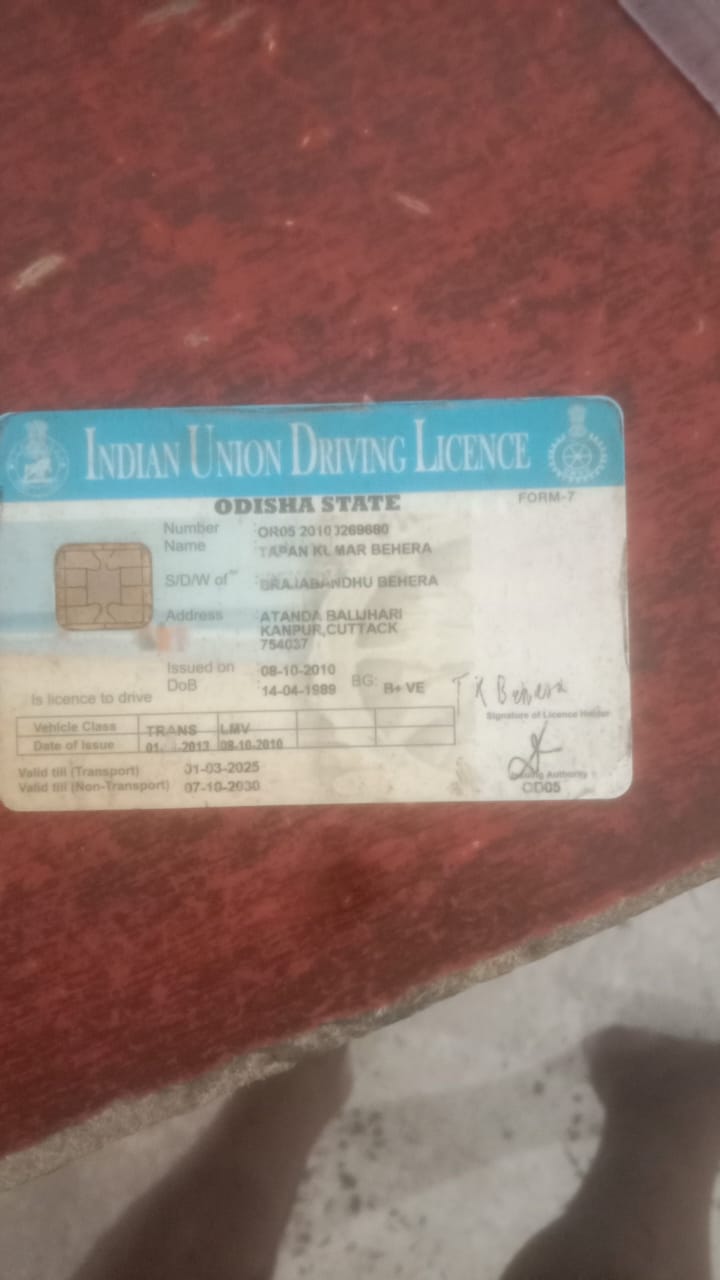 INDIAN UNION DRIVING LICENCE
ODISHA STATE
FORM-7
Number OR05 2010
Name TAPAN KUMAR BEHERA
S/D/W of BRAJABANDHU BEHERA
Address ATANDA BALIJHARI
KANPUR,CUTTACK
754037
Issued on 08-10-2010
DoB 14-04-1989 BG: B+ VE
T K Behera
Signature of Licence Holder
Is licence to drive
Vehicle Class TRANS LMV
Date of Issue 08-10-2010
Valid till (Transport) 01-03-2025
Valid till (Non-Transport) 07-10-2030
Issuing Authority
OD05